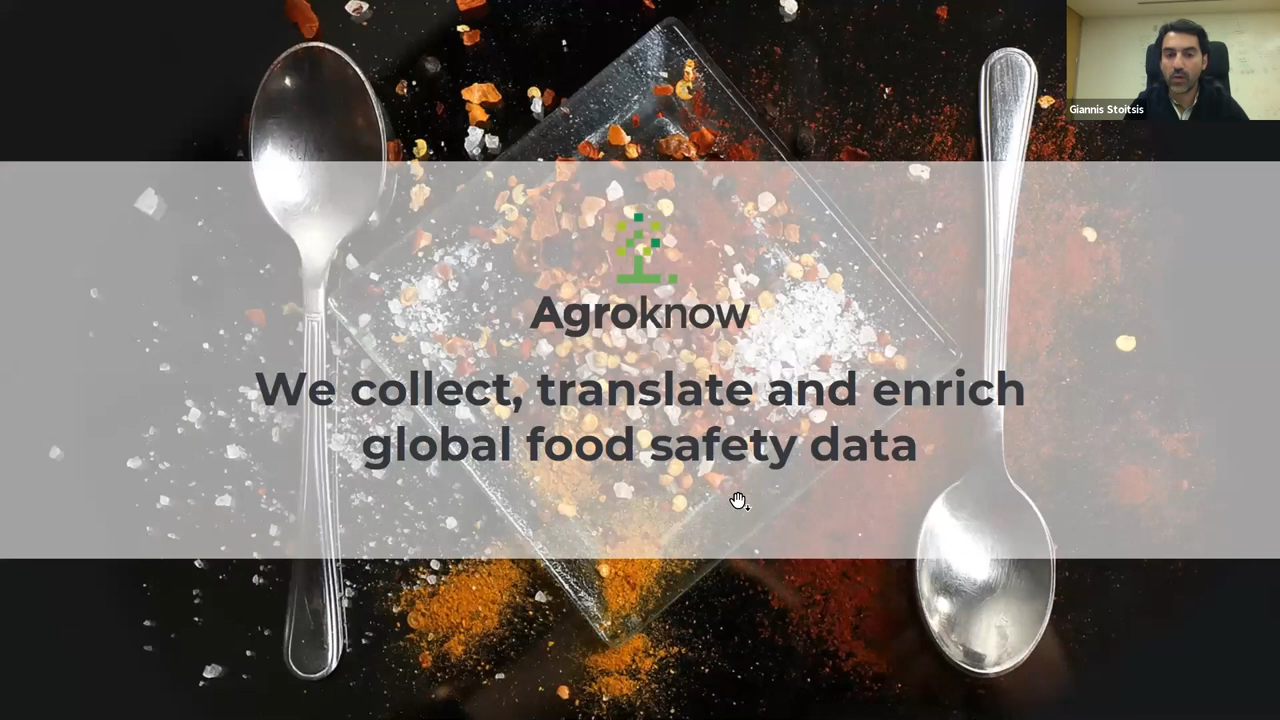 Giannis Stoitsis
Agroknow
We collect, translate and enrich
global food safety data